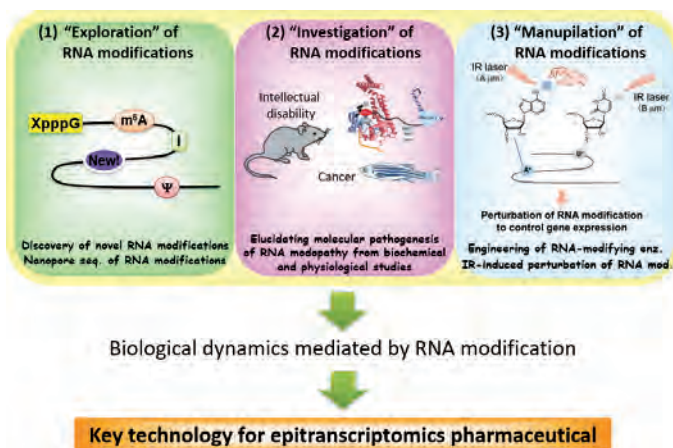 (1) "Exploration" of
RNA modifications
XpppG
m⁶A
I
New!
Ψ
Discovery of novel RNA modifications
Nanopore seq. of RNA modifications
(2) "Investigation" of
RNA modifications
Intellectual
disability
Cancer
Elucidating molecular pathogenesis
of RNA modopathy from biochemical
and physiological studies
(3) "Manupilation" of
RNA modifications
IR laser
(A μm)
IR laser
(B μm)
Perturbation of RNA modification
to control gene expression
Engineering of RNA-modifying enz.
IR-induced perturbation of RNA mod.
Biological dynamics mediated by RNA modification
Key technology for epitranscriptomics pharmaceutical